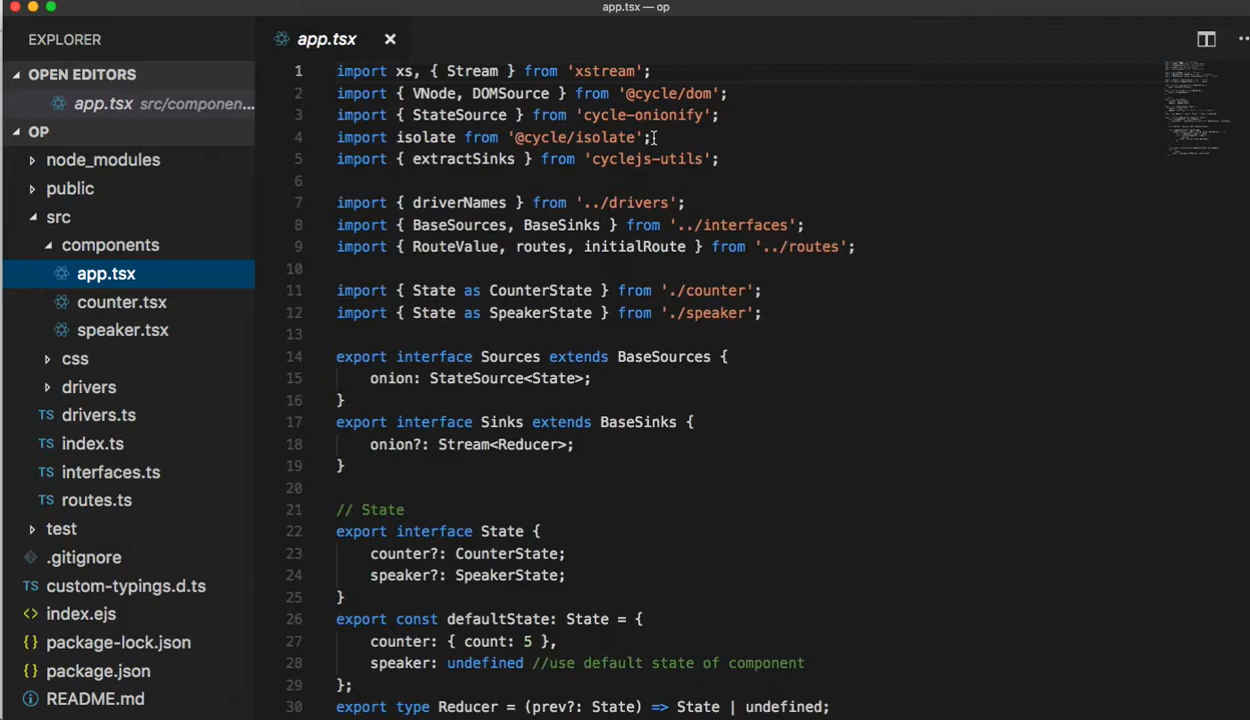 app.tsx — op
EXPLORER
OPEN EDITORS
app.tsx src/componen...
OP
node_modules
public
src
components
app.tsx
counter.tsx
speaker.tsx
css
drivers
TS drivers.ts
TS index.ts
TS interfaces.ts
TS routes.ts
test
.gitignore
TS custom-typings.d.ts
<> index.ejs
{} package-lock.json
{} package.json
README.md
app.tsx
1 import xs, { Stream } from 'xstream';
2 import { VNode, DOMSource } from '@cycle/dom';
3 import { StateSource } from 'cycle-onionify';
4 import isolate from '@cycle/isolate';
5 import { extractSinks } from 'cyclejs-utils';
6
7 import { driverNames } from '../drivers';
8 import { BaseSources, BaseSinks } from '../interfaces';
9 import { RouteValue, routes, initialRoute } from '../routes';
10
11 import { State as CounterState } from './counter';
12 import { State as SpeakerState } from './speaker';
13
14 export interface Sources extends BaseSources {
15 onion: StateSource<State>;
16 }
17 export interface Sinks extends BaseSinks {
18 onion?: Stream<Reducer>;
19 }
20
21 // State
22 export interface State {
23 counter?: CounterState;
24 speaker?: SpeakerState;
25 }
26 export const defaultState: State = {
27 counter: { count: 5 },
28 speaker: undefined //use default state of component
29 };
30 export type Reducer = (prev?: State) => State | undefined;